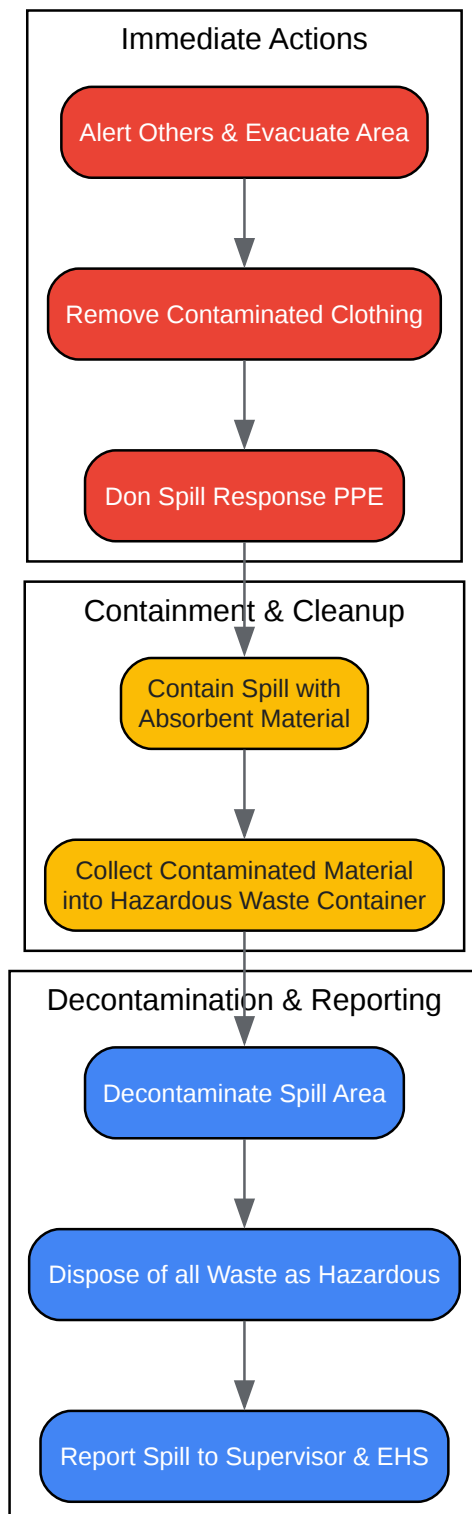 Immediate Actions
Alert Others & Evacuate Area
Remove Contaminated Clothing
Don Spill Response PPE
Containment & Cleanup
Contain Spill with
Absorbent Material
Collect Contaminated Material
into Hazardous Waste Container
Decontamination & Reporting
Decontaminate Spill Area
Dispose of all Waste as Hazardous
Report Spill to Supervisor & EHS